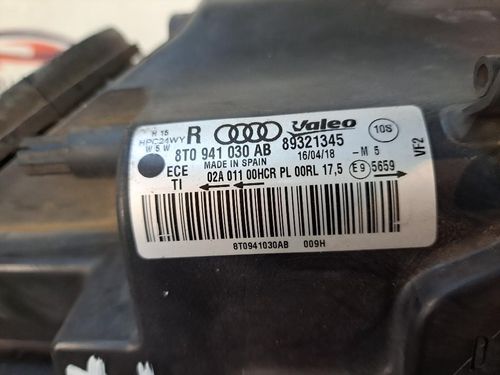 H 15
HPC24WY R Valeo 10S
W 5 W
8T0 941 030 AB 89321345
MADE IN SPAIN 16/04/18 - M 5
ECE 02A 011 00HCR PL 00RL 17,5 E9 5659
TI
VF2
8T0941030AB 009H